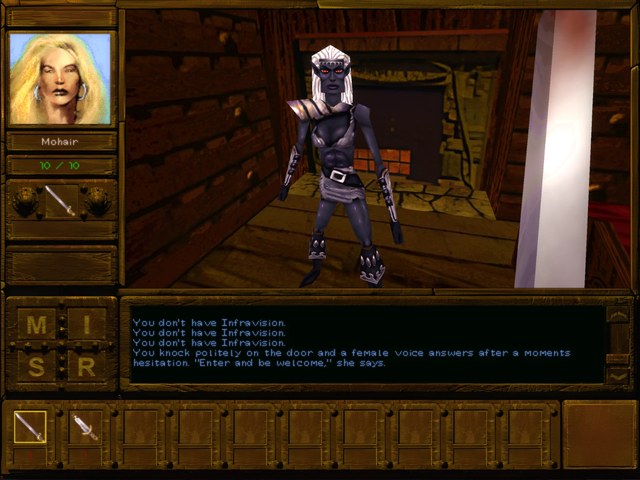 Mohair
10 / 10
M I
S R
You don't have Infravision.
You don't have Infravision.
You don't have Infravision.
You knock politely on the door and a female voice answers after a moments
hesitation. "Enter and be welcome," she says.